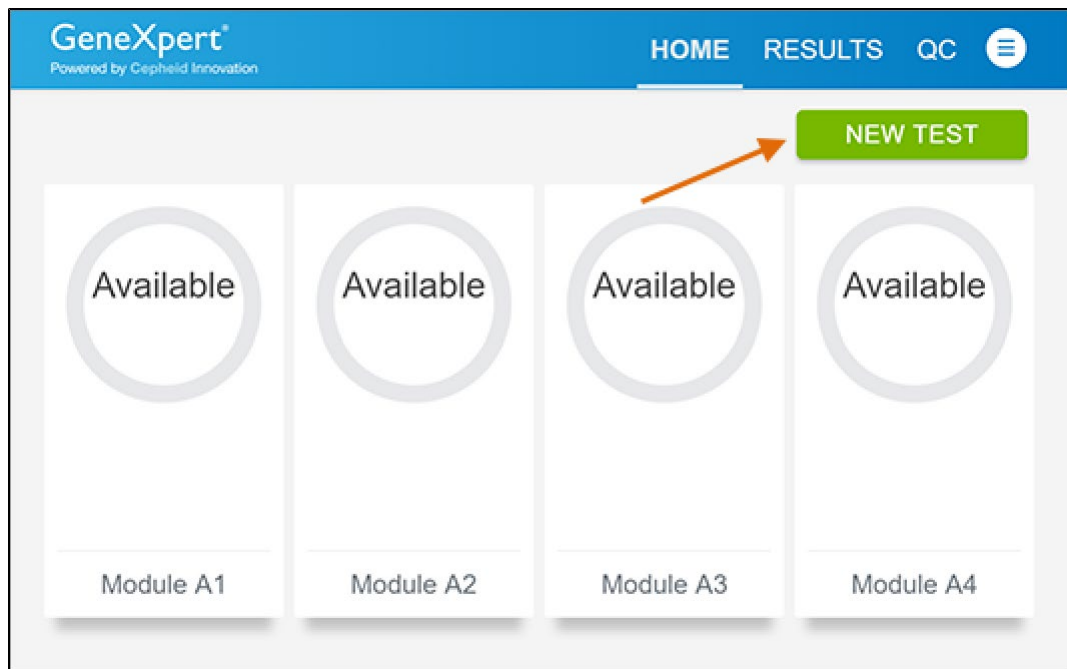 GeneXpert®
Powered by Cepheid Innovation
HOME RESULTS QC
NEW TEST
Available Available Available Available
Module A1 Module A2 Module A3 Module A4